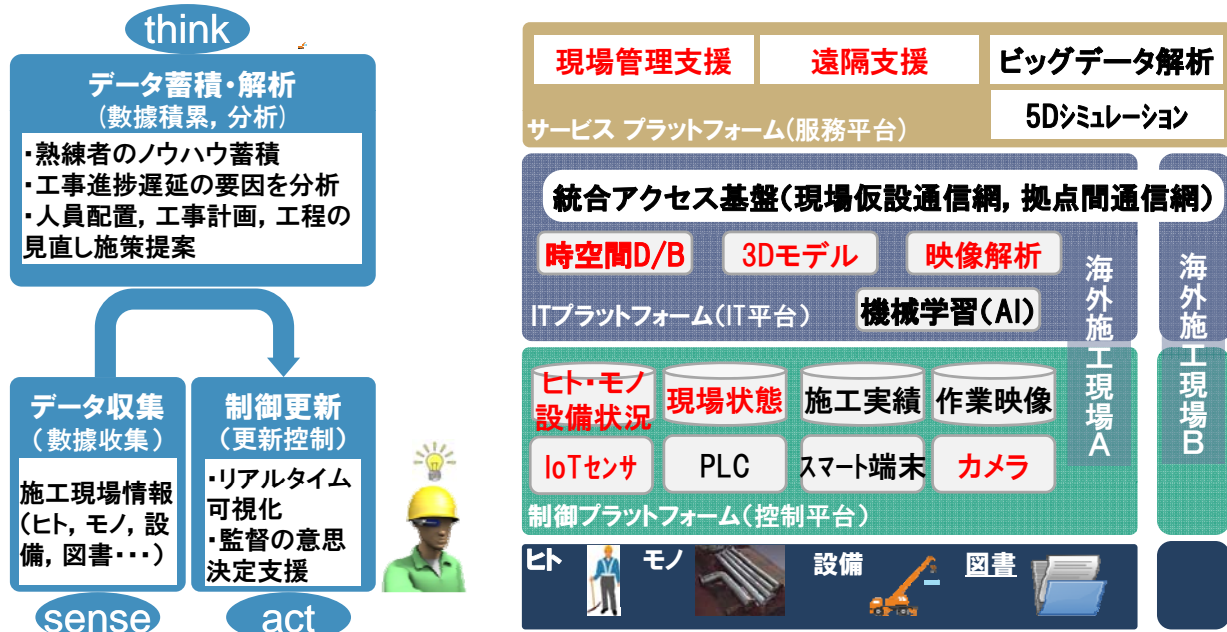 think
データ蓄積・解析
(數據積累, 分析)
・熟練者のノウハウ蓄積
・工事進捗遅延の要因を分析
・人員配置, 工事計画, 工程の
見直し施策提案
データ収集
(數據收集)
施工現場情報
(ヒト, モノ, 設
備, 図書・・・)
sense
制御更新
(更新控制)
・リアルタイム
可視化
・監督の意思
決定支援
act
現場管理支援
遠隔支援
ビッグデータ解析
5Dシミュレーション
サービス プラットフォーム(服務平台)
統合アクセス基盤(現場仮設通信網, 拠点間通信網)
時空間D/B
3Dモデル
映像解析
機械学習(AI)
ITプラットフォーム(IT平台)
ヒト・モノ
設備状況
現場状態
施工実績
作業映像
IoTセンサ
PLC
スマート端末
カメラ
制御プラットフォーム(控制平台)
海外施工現場A
海外施工現場B
ヒト
モノ
設備
図書